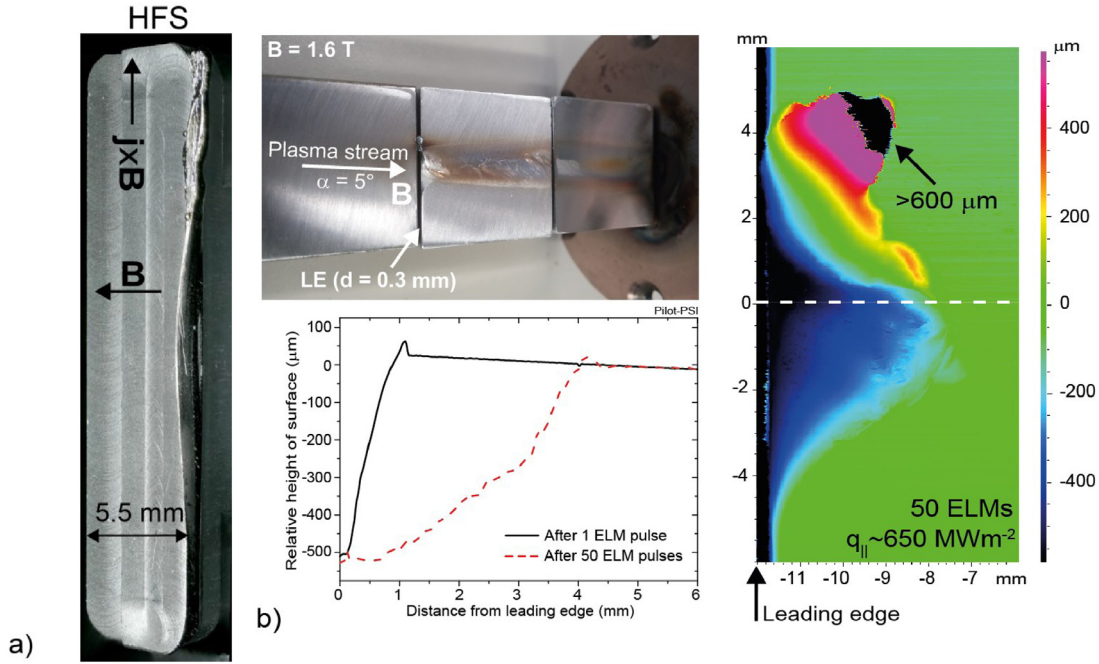 HFS
j×B
B
5.5 mm
a)
B = 1.6 T
Plasma stream
α = 5°
B
LE (d = 0.3 mm)
Pilot-PSI
Relative height of surface (µm)
100
0
-100
-200
-300
-400
-500
After 1 ELM pulse
After 50 ELM pulses
0 1 2 3 4 5 6
Distance from leading edge (mm)
b)
mm
4
2
0
-2
-4
>600 µm
50 ELMs
q||~650 MWm-2
-11 -10 -9 -8 -7 mm
Leading edge
µm
400
200
0
-200
-400